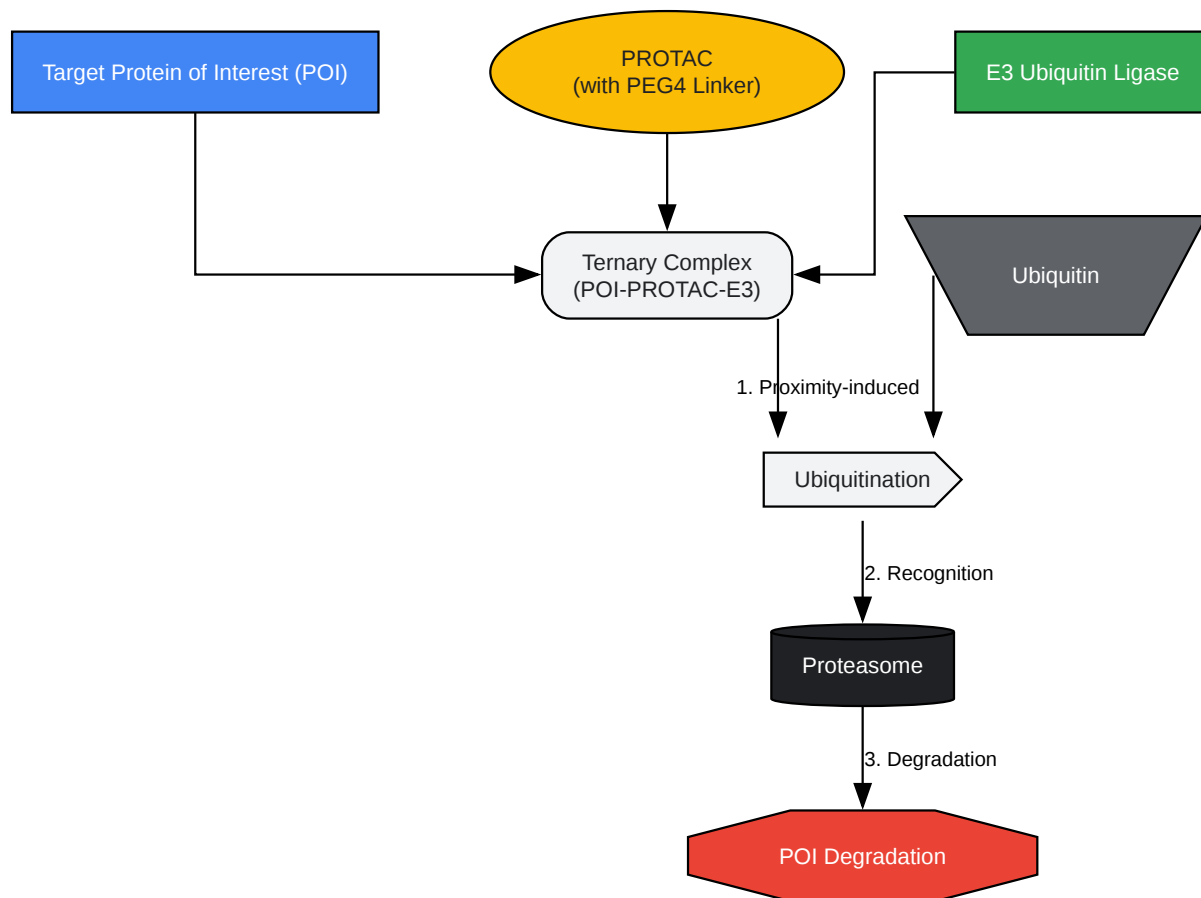 Target Protein of Interest (POI)
PROTAC
(with PEG4 Linker)
E3 Ubiquitin Ligase
Ternary Complex
(POI-PROTAC-E3)
Ubiquitin
1. Proximity-induced
Ubiquitination
2. Recognition
Proteasome
3. Degradation
POI Degradation